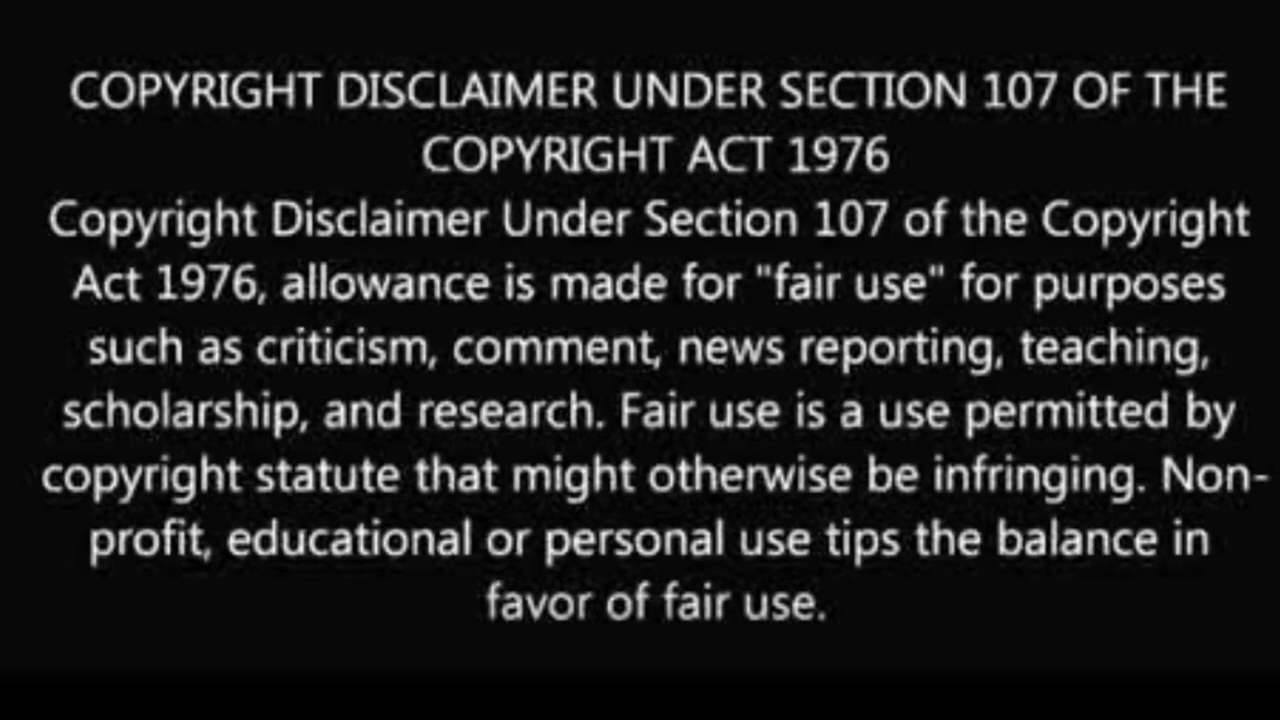 COPYRIGHT DISCLAIMER UNDER SECTION 107 OF THE
COPYRIGHT ACT 1976
Copyright Disclaimer Under Section 107 of the Copyright
Act 1976, allowance is made for "fair use" for purposes
such as criticism, comment, news reporting, teaching,
scholarship, and research. Fair use is a use permitted by
copyright statute that might otherwise be infringing. Non-
profit, educational or personal use tips the balance in
favor of fair use.